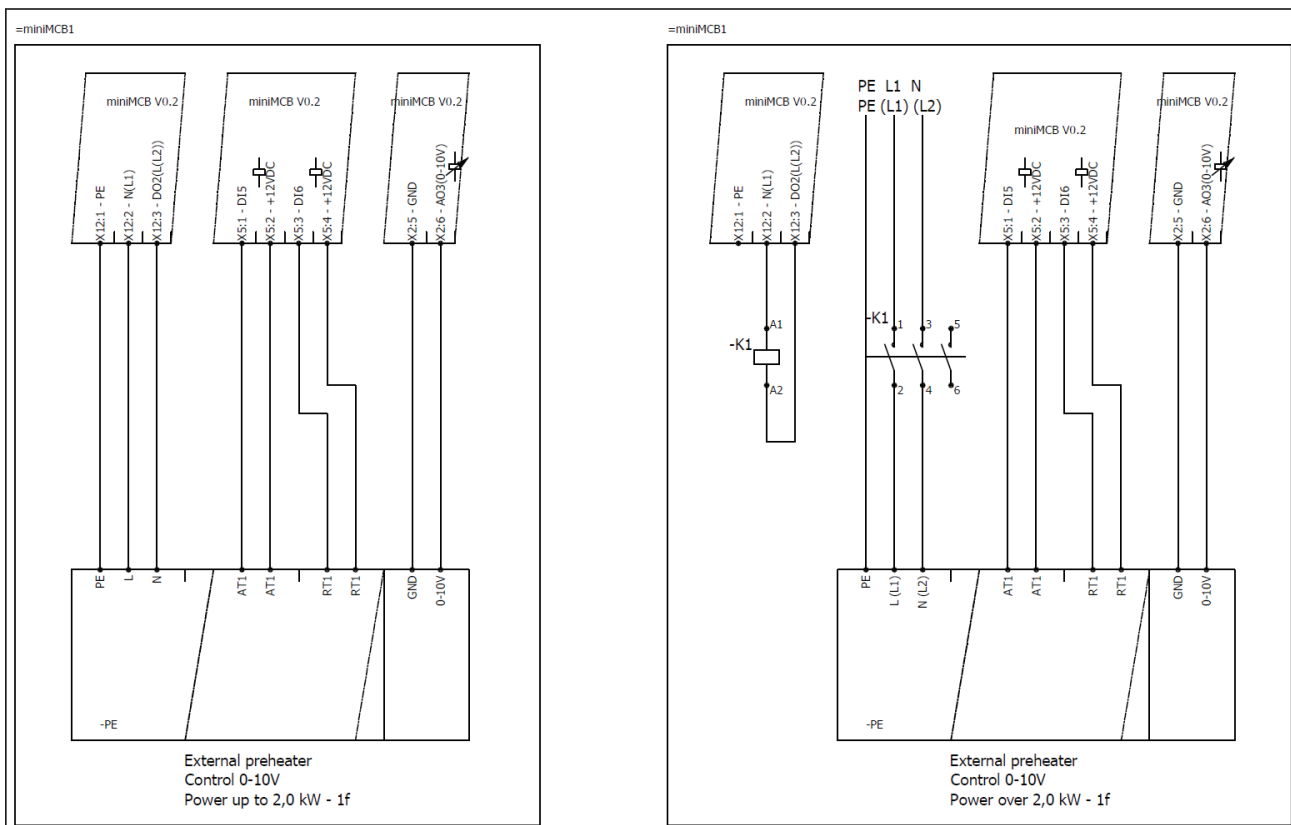 =miniMCB1
miniMCB V0.2
miniMCB V0.2
miniMCB V0.2
X12:1 - PE
X12:2 - N(L1)
X12:3 - DO2(L(L2))
X5:1 - DI5
X5:2 - +12VDC
X5:3 - DI6
X5:4 - +12VDC
X2:5 - GND
X2:6 - AO3(0-10V)
PE
L
N
AT1
AT1
RT1
RT1
GND
0-10V
-PE
External preheater
Control 0-10V
Power up to 2,0 kW - 1f
=miniMCB1
miniMCB V0.2
PE L1 N
PE (L1) (L2)
miniMCB V0.2
miniMCB V0.2
X12:1 - PE
X12:2 - N(L1)
X12:3 - DO2(L(L2))
X5:1 - DI5
X5:2 - +12VDC
X5:3 - DI6
X5:4 - +12VDC
X2:5 - GND
X2:6 - AO3(0-10V)
A1
-K1
A2
-K1
1
3
5
2
4
6
PE
L (L1)
N (L2)
AT1
AT1
RT1
RT1
GND
0-10V
-PE
External preheater
Control 0-10V
Power over 2,0 kW - 1f